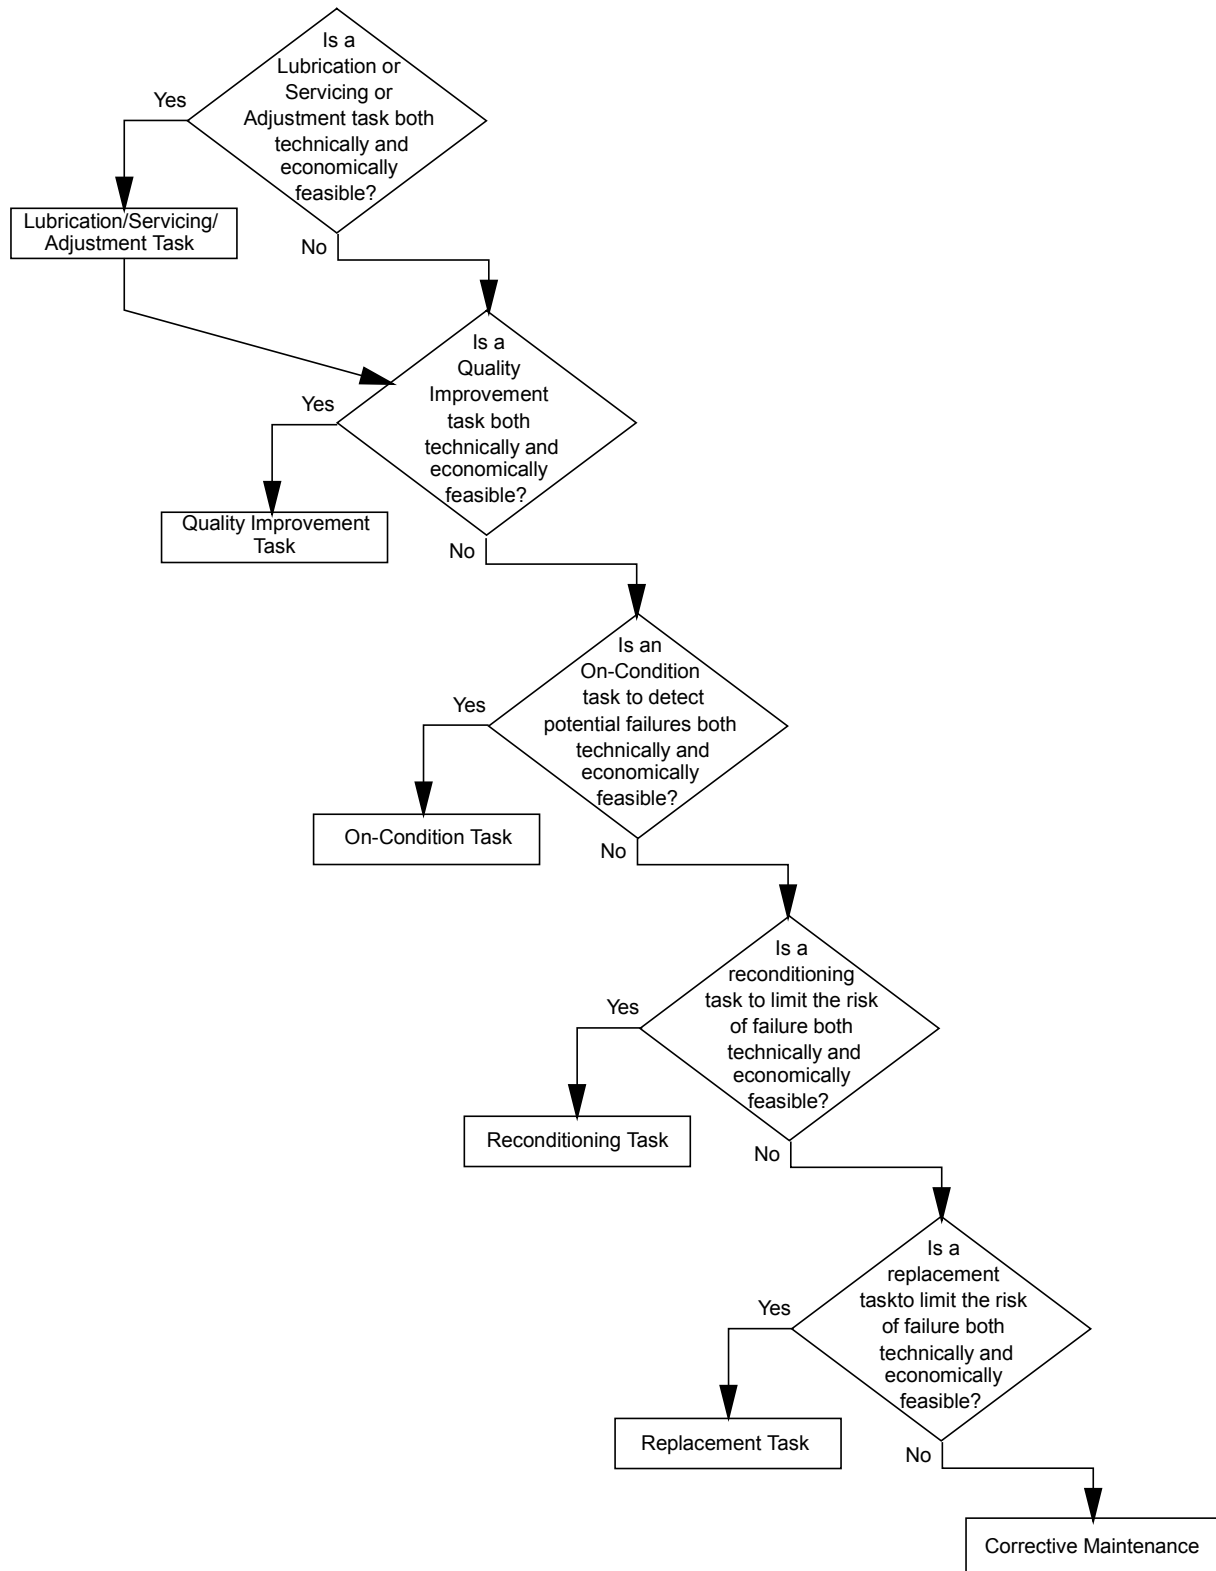 Is a
Lubrication or
Servicing or
Adjustment task both
technically and
economically
feasible?
Yes
Lubrication/Servicing/
Adjustment Task
No
Is a
Quality
Improvement
task both
technically and
economically
feasible?
Yes
Quality Improvement
Task
No
Is an
On-Condition
task to detect
potential failures both
technically and
economically
feasible?
Yes
On-Condition Task
No
Is a
reconditioning
task to limit the risk
of failure both
technically and
economically
feasible?
Yes
Reconditioning Task
No
Is a
replacement
taskto limit the risk
of failure both
technically and
economically
feasible?
Yes
Replacement Task
No
Corrective Maintenance